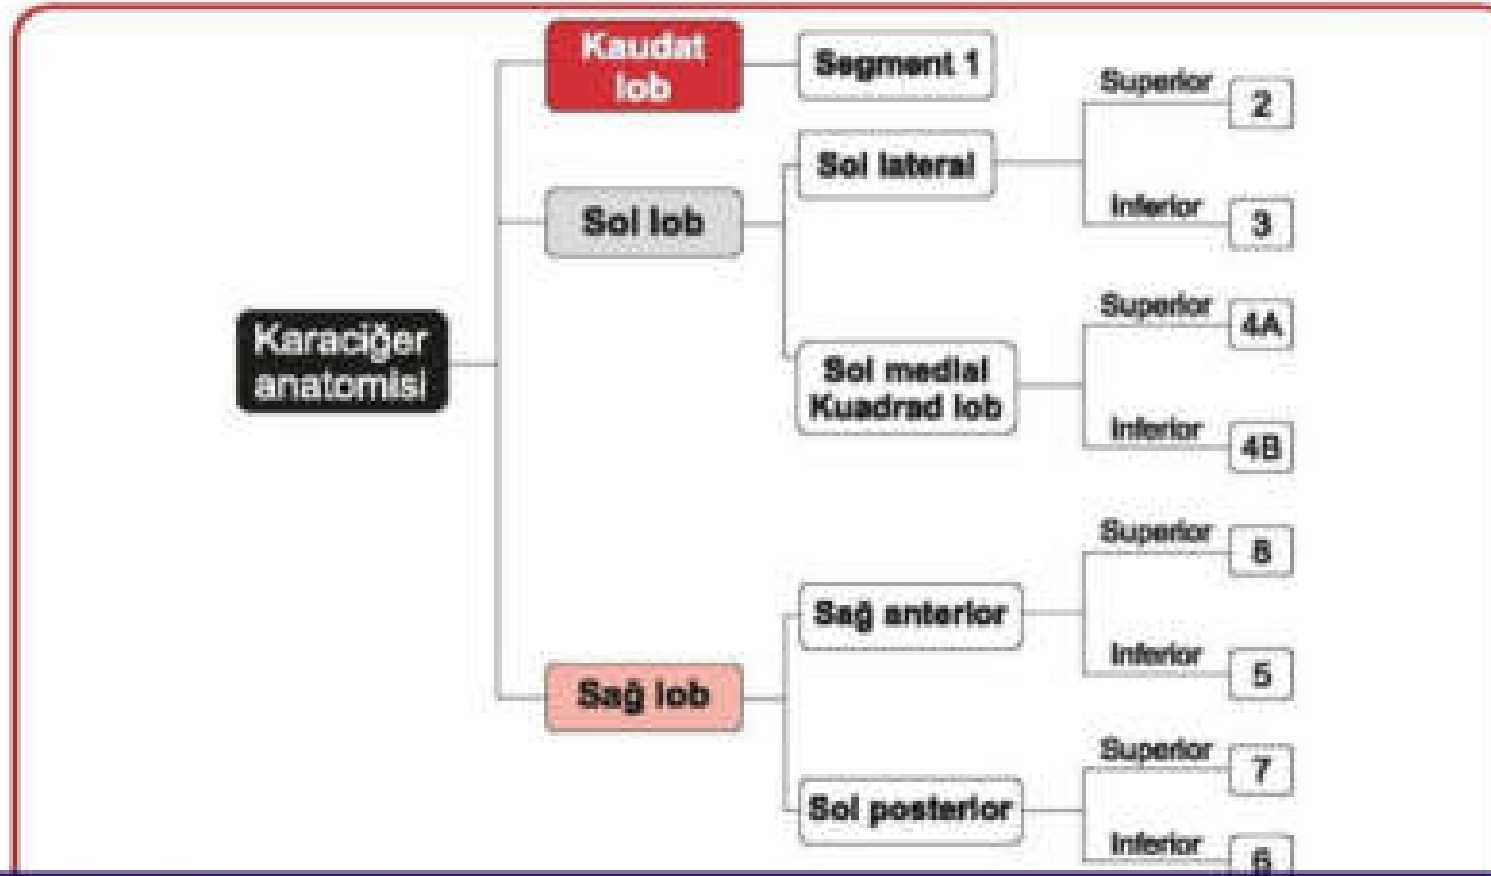 Kaudat
lob
Segment 1
Superior
2
Sol lateral
Inferior
3
Sol lob
Superior
4A
Karaciğer
anatomisi
Sol medial
Kuadrad lob
Inferior
4B
Superior
8
Sağ anterior
Inferior
5
Sağ lob
Superior
7
Sol posterior
Inferior
6